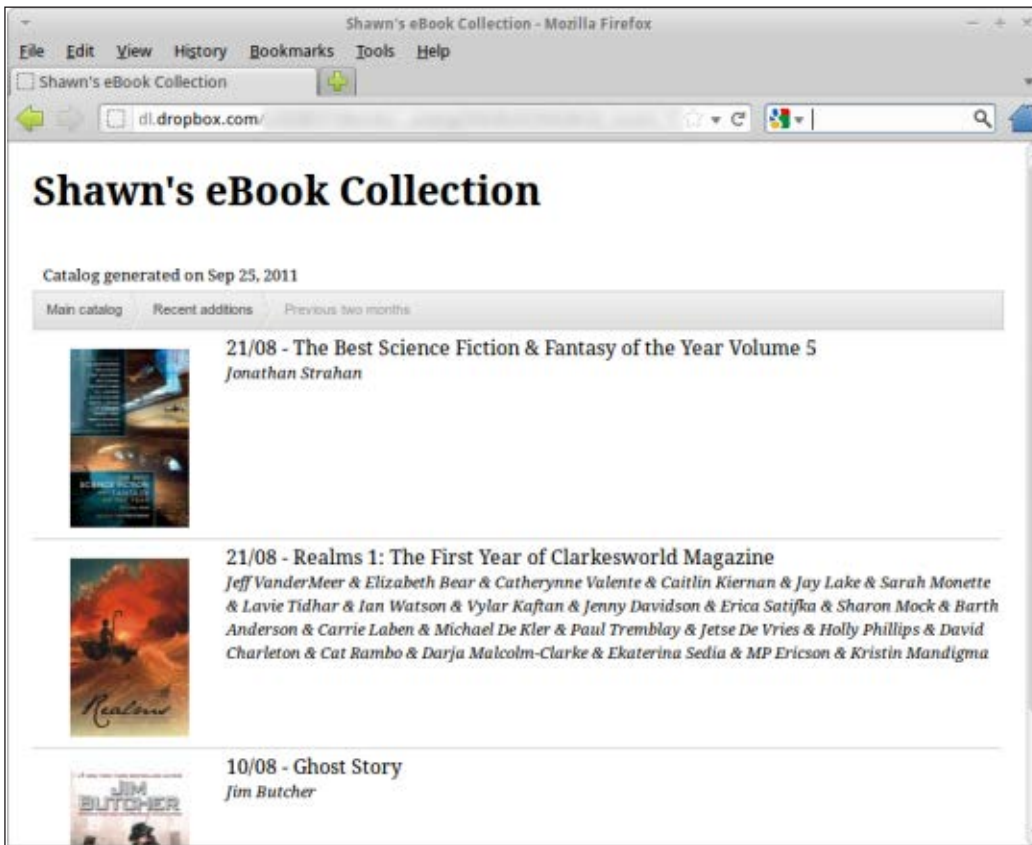 Shawn's eBook Collection - Mozilla Firefox
File Edit View History Bookmarks Tools Help
Shawn's eBook Collection
dl.dropbox.com/
Shawn's eBook Collection
Catalog generated on Sep 25, 2011
Main catalog Recent additions Previous two months
21/08 - The Best Science Fiction & Fantasy of the Year Volume 5
Jonathan Strahan
SCIENCE FICTION
FANTASY
OF THE YEAR
21/08 - Realms 1: The First Year of Clarkesworld Magazine
Jeff VanderMeer & Elizabeth Bear & Catherynne Valente & Caitlin Kiernan & Jay Lake & Sarah Monette
& Lavie Tidhar & Ian Watson & Vylar Kaftan & Jenny Davidson & Erica Satifka & Sharon Mock & Barth
Anderson & Carrie Laben & Michael De Kler & Paul Tremblay & Jetse De Vries & Holly Phillips & David
Charleton & Cat Rambo & Darja Malcolm-Clarke & Ekaterina Sedia & MP Ericson & Kristin Mandigma
Realms
10/08 - Ghost Story
Jim Butcher
JIM
BUTCHER